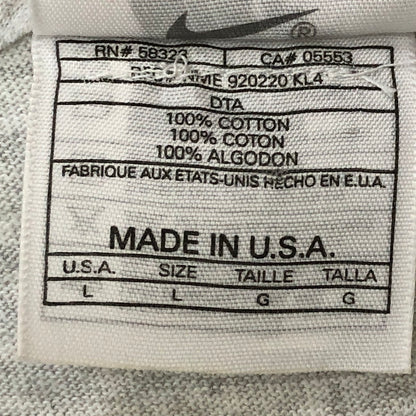 ®
RN# 58323 CA# 05553
920220 KL4
DTA
100% COTTON
100% COTON
100% ALGODON
FABRIQUE AUX ETATS-UNIS HECHO EN E.U.A.
MADE IN U.S.A.
U.S.A. SIZE TAILLE TALLA
L L G G